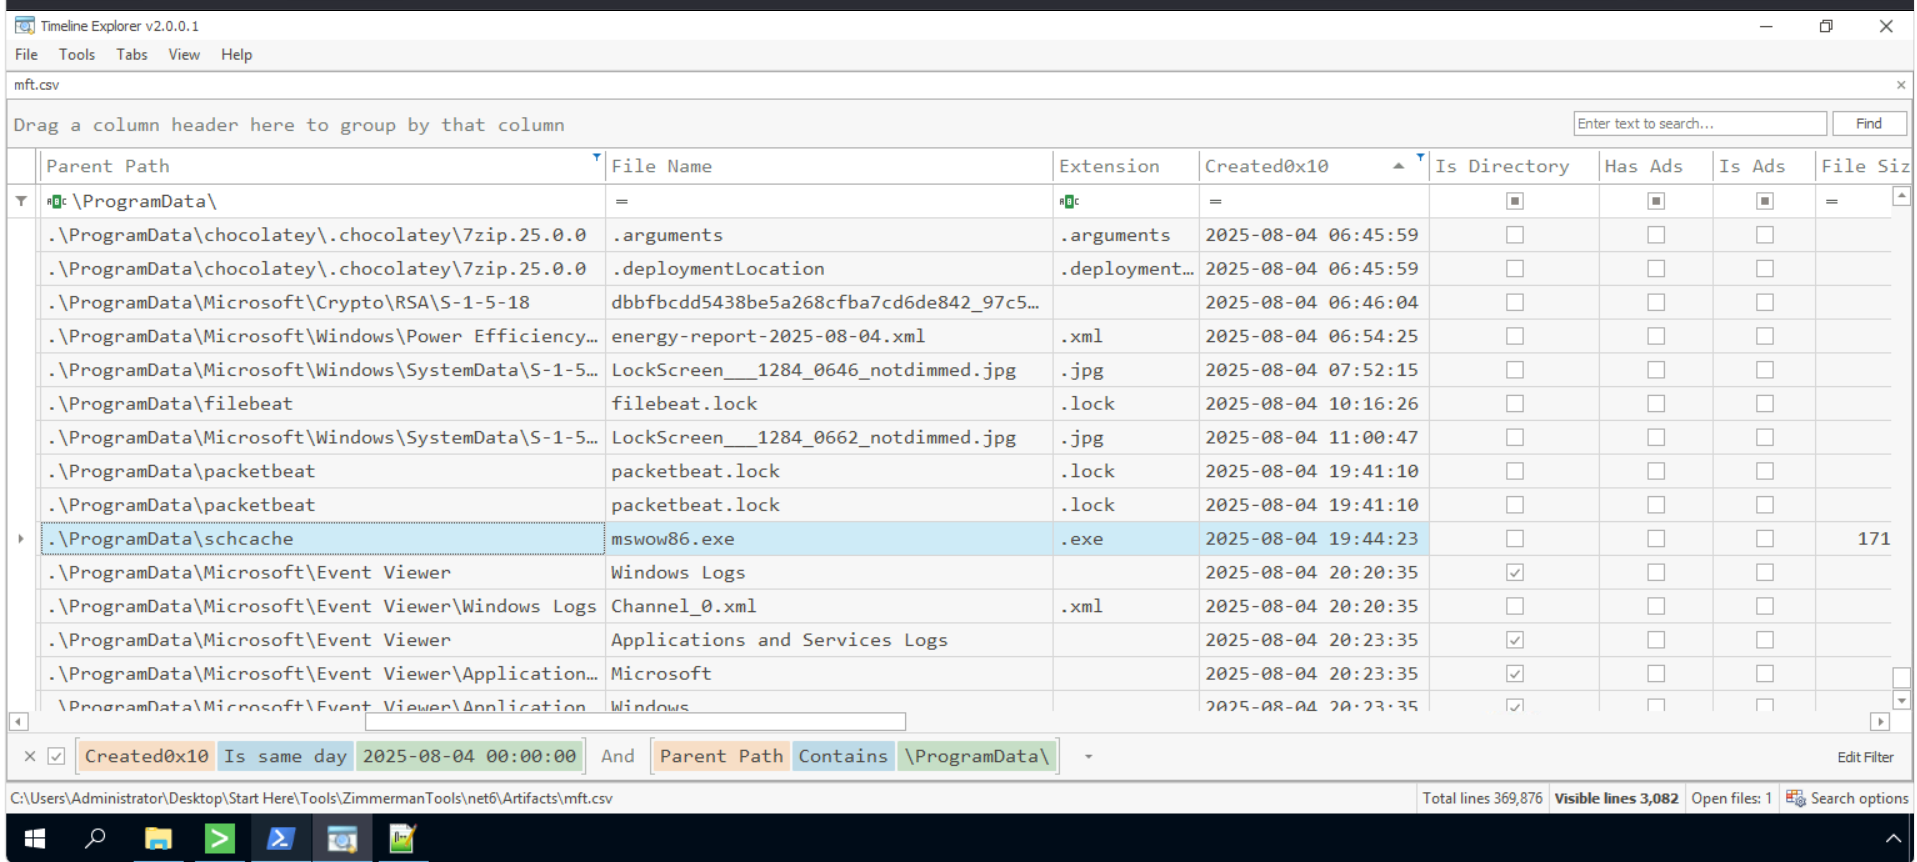 Timeline Explorer v2.0.0.1
File Tools Tabs View Help
mft.csv
Drag a column header here to group by that column
Enter text to search... Find
Parent Path File Name Extension Created0x10 Is Directory Has Ads Is Ads File Siz
\ProgramData\ = = =
.\ProgramData\chocolatey\.chocolatey\7zip.25.0.0 .arguments .arguments 2025-08-04 06:45:59
.\ProgramData\chocolatey\.chocolatey\7zip.25.0.0 .deploymentLocation .deployment… 2025-08-04 06:45:59
.\ProgramData\Microsoft\Crypto\RSA\S-1-5-18 dbbfbcdd5438be5a268cfba7cd6de842_97c5… 2025-08-04 06:46:04
.\ProgramData\Microsoft\Windows\Power Efficiency… energy-report-2025-08-04.xml .xml 2025-08-04 06:54:25
.\ProgramData\Microsoft\Windows\SystemData\S-1-5… LockScreen___1284_0646_notdimmed.jpg .jpg 2025-08-04 07:52:15
.\ProgramData\filebeat filebeat.lock .lock 2025-08-04 10:16:26
.\ProgramData\Microsoft\Windows\SystemData\S-1-5… LockScreen___1284_0662_notdimmed.jpg .jpg 2025-08-04 11:00:47
.\ProgramData\packetbeat packetbeat.lock .lock 2025-08-04 19:41:10
.\ProgramData\packetbeat packetbeat.lock .lock 2025-08-04 19:41:10
.\ProgramData\schcache mswow86.exe .exe 2025-08-04 19:44:23 171
.\ProgramData\Microsoft\Event Viewer Windows Logs 2025-08-04 20:20:35
.\ProgramData\Microsoft\Event Viewer\Windows Logs Channel_0.xml .xml 2025-08-04 20:20:35
.\ProgramData\Microsoft\Event Viewer Applications and Services Logs 2025-08-04 20:23:35
.\ProgramData\Microsoft\Event Viewer\Application… Microsoft 2025-08-04 20:23:35
\ProgramData\Microsoft\Event Viewer\Application Windows 2025-08-04 20:23:35
Created0x10 Is same day 2025-08-04 00:00:00 And Parent Path Contains \ProgramData\ Edit Filter
C:\Users\Administrator\Desktop\Start Here\Tools\ZimmermanTools\net6\Artifacts\mft.csv Total lines 369,876 Visible lines 3,082 Open files: 1 Search options